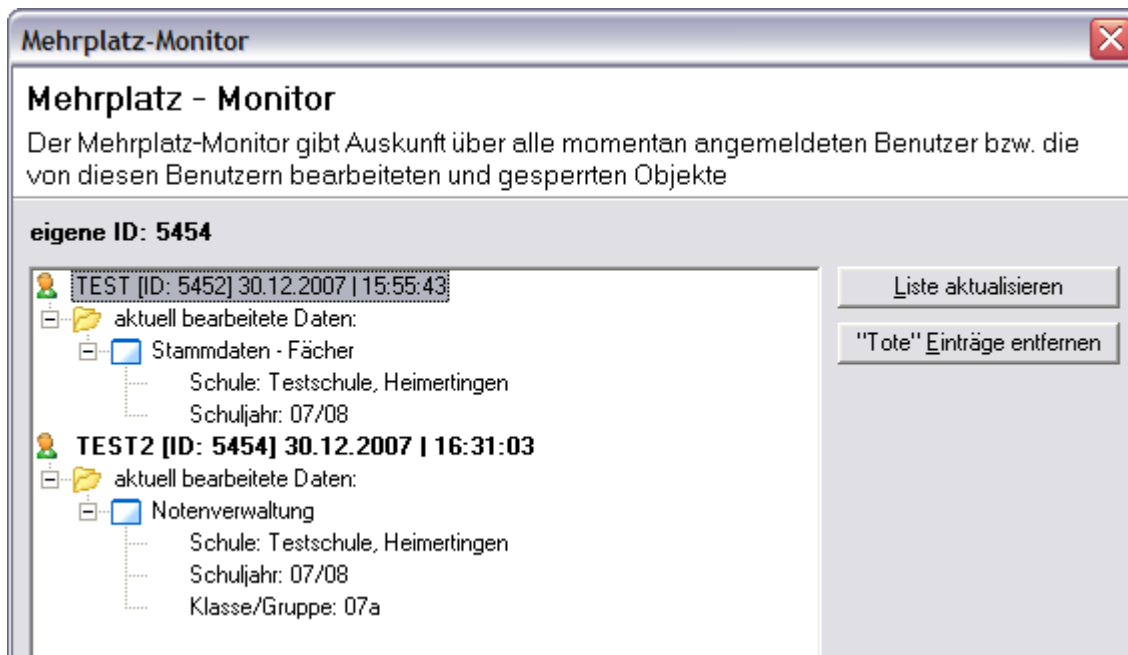 Mehrplatz-Monitor
Mehrplatz - Monitor
Der Mehrplatz-Monitor gibt Auskunft über alle momentan angemeldeten Benutzer bzw. die
von diesen Benutzern bearbeiteten und gesperrten Objekte
eigene ID: 5454
TEST [ID: 5452] 30.12.2007 | 15:55:43
aktuell bearbeitete Daten:
Stammdaten - Fächer
Schule: Testschule, Heimertingen
Schuljahr: 07/08
TEST2 [ID: 5454] 30.12.2007 | 16:31:03
aktuell bearbeitete Daten:
Notenverwaltung
Schule: Testschule, Heimertingen
Schuljahr: 07/08
Klasse/Gruppe: 07a
Liste aktualisieren
"Tote" Einträge entfernen